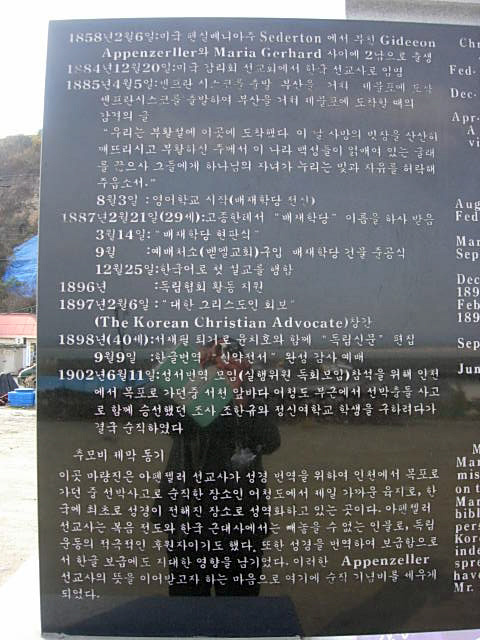 1858년2월6일:미국 펜실베니아주 Sederton 에서 부친 Gideeon
Appenzerller와 Maria Gerhard 사이에 2남으로 출생
1884년12월20일:미국 감리회 선교회에서 한국 선교사로 임명
1885년4월5일:샌프란시스코를 출발 부산을 거쳐 제물포에 도착
샌프란시스코를 출발하여 부산을 거쳐 제물포에 도착할 때의
감격의 글
"우리는 부활절에 이곳에 도착했다. 이 날 사망의 빗장을 산산히
깨뜨리시고 부활하신 주께서 이 나라 백성들이 얽매여 있는 굴레
를 끊으사 그들에게 하나님의 자녀가 누리는 빛과 자유를 허락해
주옵소서."
8월3일 :영어학교 시작(배재학당 전신)
1887년2월21일(29세):고종한테서 "배재학당" 이름을 하사 받음
3월14일:"배재학당 현판식"
9월 :예배처소(벧엘교회)구입 배재학당 건물 준공식
12월25일:한국어로 첫 설교를 행함
1896년 :독립협회 활동 지원
1897년2월6일:"대한 그리스도인 회보"
(The Korean Christian Advocate)창간
1898년(40세):서재필 퇴거로 윤치호와 함께 "독립신문" 편집
9월9일 :한글번역 "신약전서" 완성 감사 예배
1902년6월11일:성서번역 모임(실행위원 독회모임)참석을 위해 인천
에서 목포로 가던중 서천 앞바다 어청도 부근에서 선박충돌 사고
로 함께 승선했던 조사 조한규와 정신여학교 학생을 구하려다가
결국 순직하였다
추모비 제막 동기
이곳 마량진은 아펜젤러 선교사가 성경 번역을 위하여 인천에서 목포로
가던 중 선박사고로 순직한 장소인 어청도에서 제일 가까운 육지로, 한
국에 최초로 성경이 전해진 장소로 성역화하고 있는 곳이다. 아펜젤러
선교사는 복음 전도와 한국 근대사에서는 빼놓을 수 없는 인물로, 독립
운동의 적극적인 후원자이기도 했다. 또한 성경을 번역하여 보급함으로
서 한글 보급에도 지대한 영향을 남기었다. 이러한 Appenzeller
선교사의 뜻을 이어받고자 하는 마음으로 여기에 순직 기념비를 세우게
되었다.
Chr
Fed-
Dec-
Apr-
A
vi
Aug
Fed
Mar
Sep
Dec
189
Feb
189
Sep
Jun
M
Mar
miss
on t
Mar
hibl
pers
Kore
inde
spre
have
Mr.